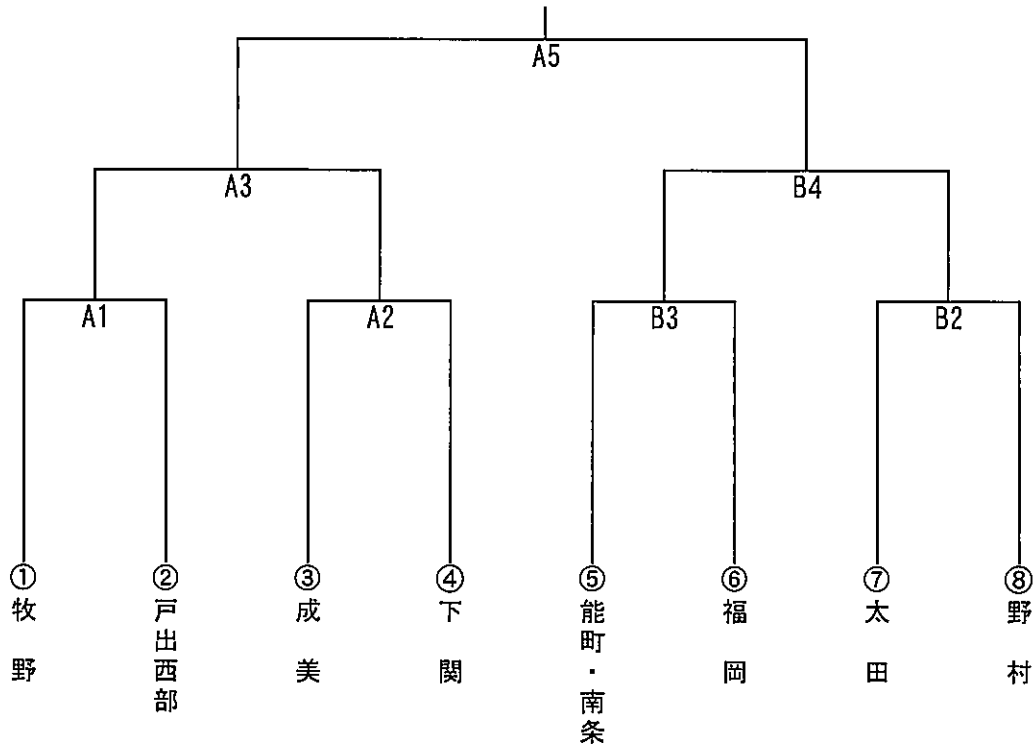 A5
A3
B4
A1
A2
B3
B2
①牧野
②戸出西部
③成美
④下関
⑤能町・南条
⑥福岡
⑦太田
⑧野村